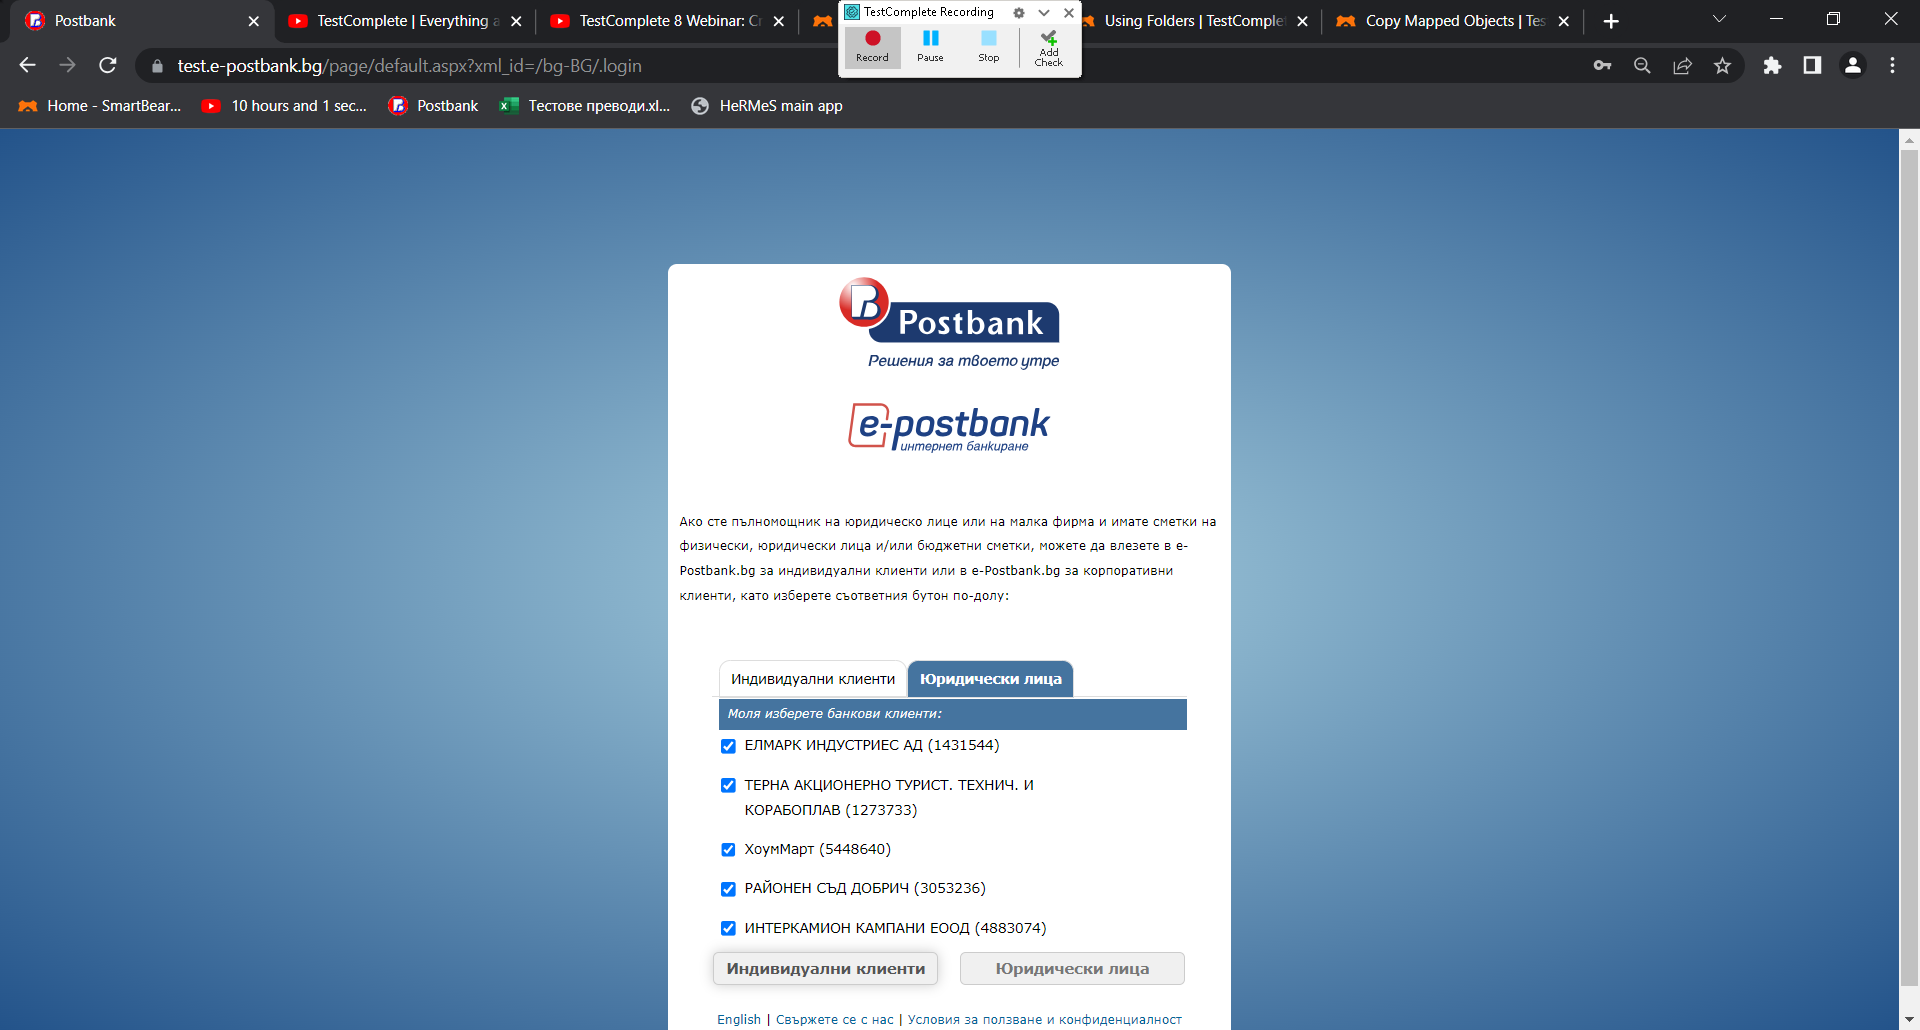 Postbank
TestComplete | Everything a
TestComplete 8 Webinar: Cr
TestComplete Recording
Using Folders | TestComplet
Copy Mapped Objects | Tes
Record
Pause
Stop
Add
Check
test.e-postbank.bg/page/default.aspx?xml_id=/bg-BG/.login
Home - SmartBear...
10 hours and 1 sec...
Postbank
Тестове преводи.xl...
HeRMeS main app
Postbank
Решения за твоето утре
e-postbank
интернет банкиране
Ако сте пълномощник на юридическо лице или на малка фирма и имате сметки на
физически, юридически лица и/или бюджетни сметки, можете да влезете в e-
Postbank.bg за индивидуални клиенти или в e-Postbank.bg за корпоративни
клиенти, като изберете съответния бутон по-долу:
Индивидуални клиенти
Юридически лица
Моля изберете банкови клиенти:
ЕЛМАРК ИНДУСТРИЕС АД (1431544)
ТЕРНА АКЦИОНЕРНО ТУРИСТ. ТЕХНИЧ. И
КОРАБОПЛАВ (1273733)
ХоумМарт (5448640)
РАЙОНЕН СЪД ДОБРИЧ (3053236)
ИНТЕРКАМИОН КАМПАНИ ЕООД (4883074)
Индивидуални клиенти
Юридически лица
English | Свържете се с нас | Условия за ползване и конфиденциалност